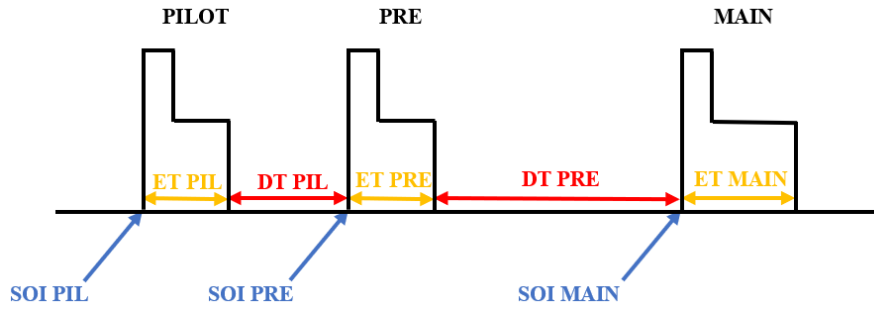 PILOT PRE MAIN
ET PIL DT PIL ET PRE DT PRE ET MAIN
SOI PIL SOI PRE SOI MAIN